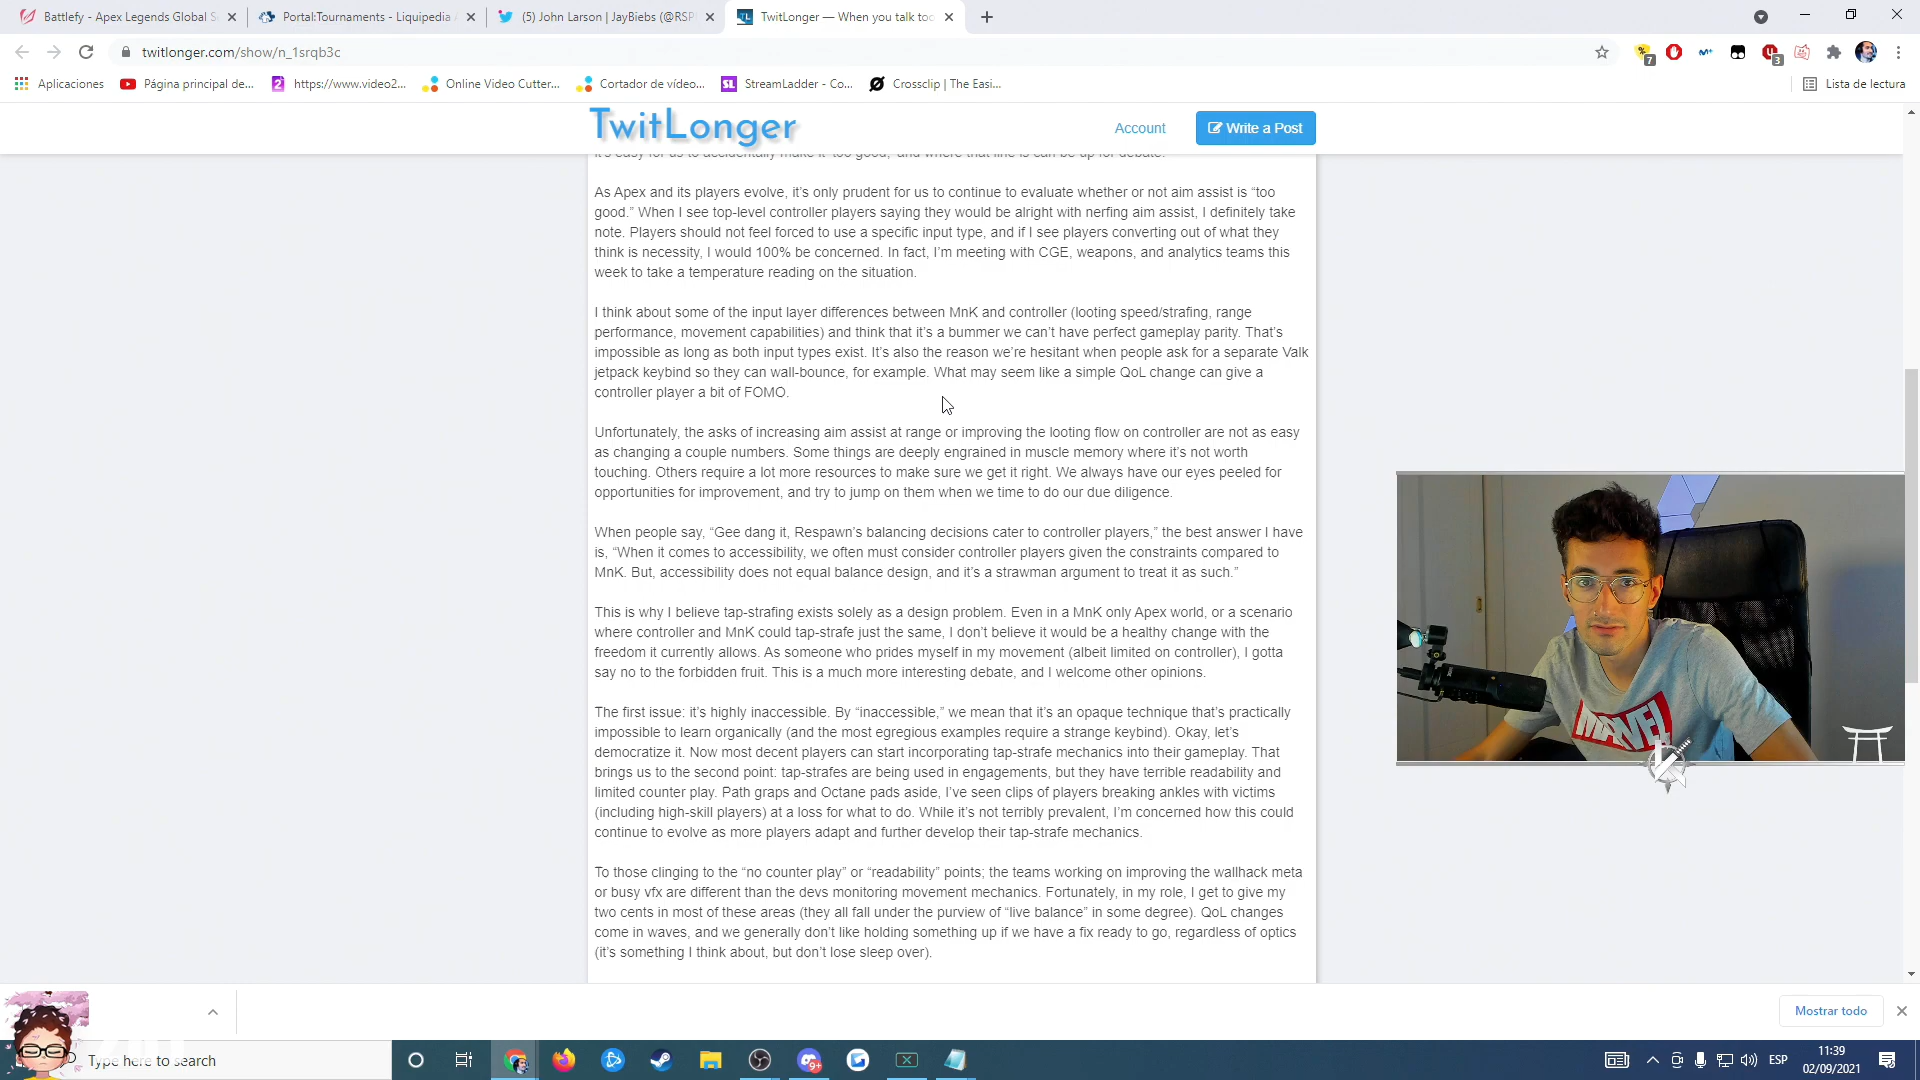 Battlefy - Apex Legends Global S
Portal:Tournaments - Liquipedia
(5) John Larson | JayBiebs (@RSP
TwitLonger — When you talk too
twitlonger.com/show/n_1srqb3c
7
3
Aplicaciones
Página principal de...
https://www.video2...
Online Video Cutter...
Cortador de vídeo...
StreamLadder - Co...
Crossclip | The Easi...
Lista de lectura
TwitLonger
Account
Write a Post
it's easy for us to accidentally make it "too good," and where that line is can be up for debate.
As Apex and its players evolve, it's only prudent for us to continue to evaluate whether or not aim assist is “too
good.” When I see top-level controller players saying they would be alright with nerfing aim assist, I definitely take
note. Players should not feel forced to use a specific input type, and if I see players converting out of what they
think is necessity, I would 100% be concerned. In fact, I’m meeting with CGE, weapons, and analytics teams this
week to take a temperature reading on the situation.
I think about some of the input layer differences between MnK and controller (looting speed/strafing, range
performance, movement capabilities) and think that it’s a bummer we can’t have perfect gameplay parity. That’s
impossible as long as both input types exist. It’s also the reason we’re hesitant when people ask for a separate Valk
jetpack keybind so they can wall-bounce, for example. What may seem like a simple QoL change can give a
controller player a bit of FOMO.
Unfortunately, the asks of increasing aim assist at range or improving the looting flow on controller are not as easy
as changing a couple numbers. Some things are deeply engrained in muscle memory where it’s not worth
touching. Others require a lot more resources to make sure we get it right. We always have our eyes peeled for
opportunities for improvement, and try to jump on them when we time to do our due diligence.
When people say, “Gee dang it, Respawn’s balancing decisions cater to controller players,” the best answer I have
is, “When it comes to accessibility, we often must consider controller players given the constraints compared to
MnK. But, accessibility does not equal balance design, and it’s a strawman argument to treat it as such.”
This is why I believe tap-strafing exists solely as a design problem. Even in a MnK only Apex world, or a scenario
where controller and MnK could tap-strafe just the same, I don’t believe it would be a healthy change with the
freedom it currently allows. As someone who prides myself in my movement (albeit limited on controller), I gotta
say no to the forbidden fruit. This is a much more interesting debate, and I welcome other opinions.
The first issue: it’s highly inaccessible. By “inaccessible,” we mean that it’s an opaque technique that’s practically
impossible to learn organically (and the most egregious examples require a strange keybind). Okay, let’s
democratize it. Now most decent players can start incorporating tap-strafe mechanics into their gameplay. That
brings us to the second point: tap-strafes are being used in engagements, but they have terrible readability and
limited counter play. Path graps and Octane pads aside, I’ve seen clips of players breaking ankles with victims
(including high-skill players) at a loss for what to do. While it’s not terribly prevalent, I’m concerned how this could
continue to evolve as more players adapt and further develop their tap-strafe mechanics.
To those clinging to the “no counter play” or “readability” points; the teams working on improving the wallhack meta
or busy vfx are different than the devs monitoring movement mechanics. Fortunately, in my role, I get to give my
two cents in most of these areas (they all fall under the purview of “live balance” in some degree). QoL changes
come in waves, and we generally don’t like holding something up if we have a fix ready to go, regardless of optics
(it’s something I think about, but don’t lose sleep over).
MARVEL
Mostrar todo
Type here to search
9+
ESP
11:39
02/09/2021